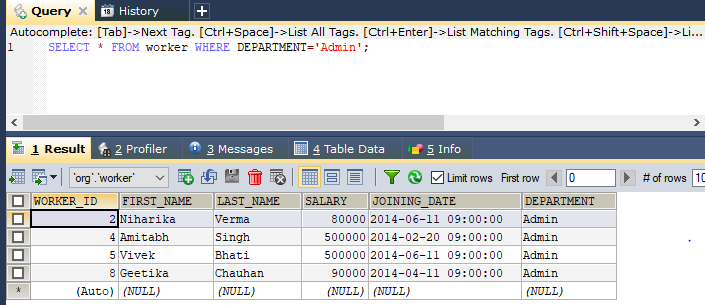 Query History
Autocomplete: [Tab]->Next Tag. [Ctrl+Space]->List All Tags. [Ctrl+Enter]->List Matching Tags. [Ctrl+Shift+Space]->Li...
1 SELECT * FROM worker WHERE DEPARTMENT='Admin';
1 Result 2 Profiler 3 Messages 4 Table Data 5 Info
`org`.`worker` Limit rows First row 0 # of rows 10
WORKER_ID FIRST_NAME LAST_NAME SALARY JOINING_DATE DEPARTMENT
2 Niharika Verma 80000 2014-06-11 09:00:00 Admin
4 Amitabh Singh 500000 2014-02-20 09:00:00 Admin
5 Vivek Bhati 500000 2014-06-11 09:00:00 Admin
8 Geetika Chauhan 90000 2014-04-11 09:00:00 Admin
* (Auto) (NULL) (NULL) (NULL) (NULL) (NULL)